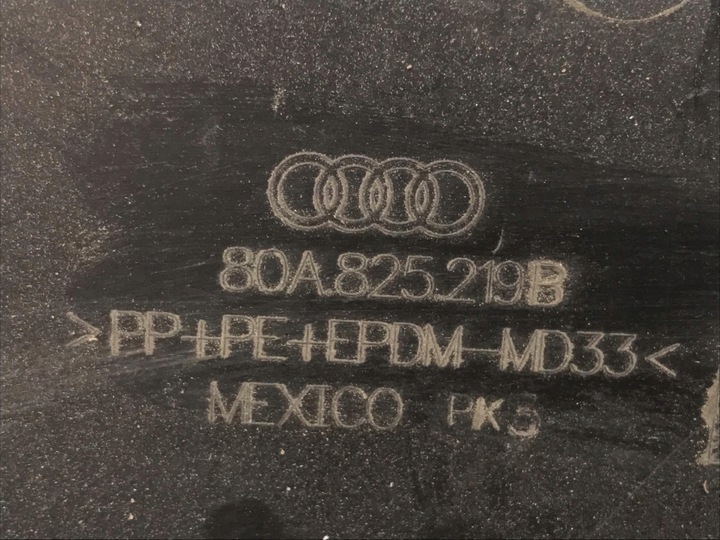 80A.825.219B
>PP+PE+EPDM-MD33<
MEXICO PK3